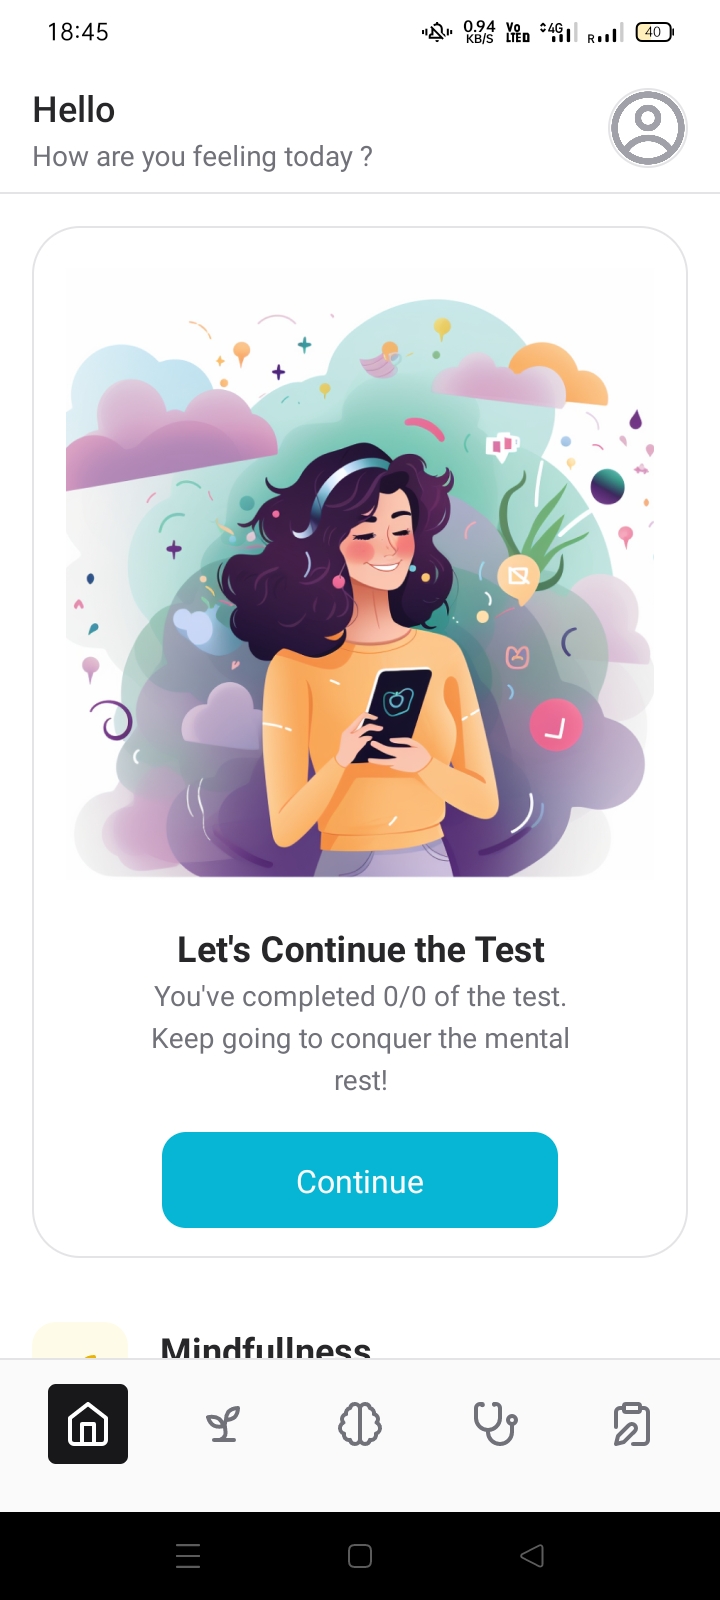 18:45
0.94
KB/S
Vo
LTE D
4G
R
40
Hello
How are you feeling today ?
Let's Continue the Test
You've completed 0/0 of the test.
Keep going to conquer the mental
rest!
Continue
Mindfullness